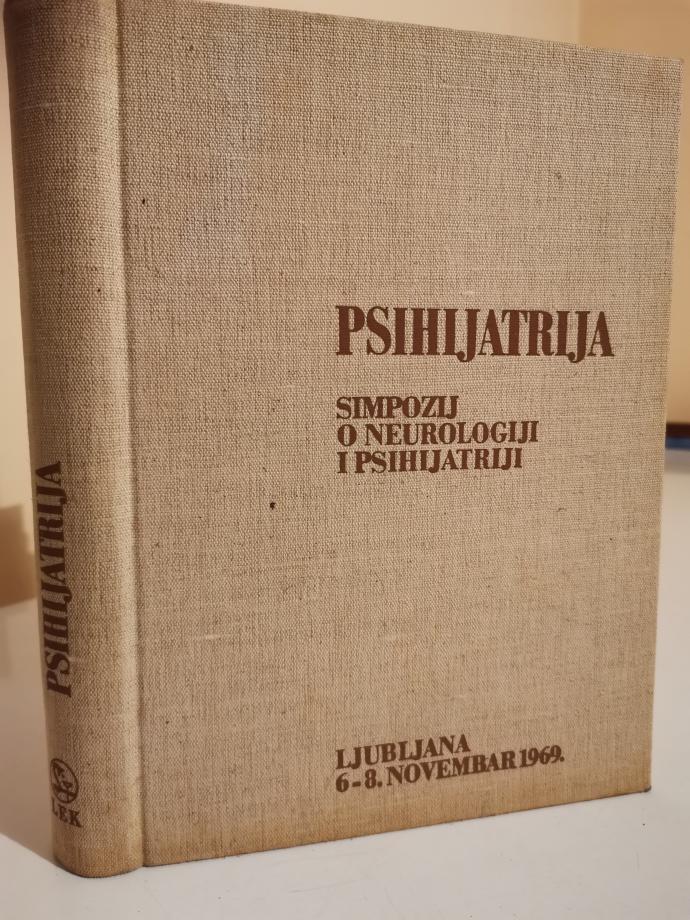 PSIHIJATRIJA
SIMPOZIJ
O NEUROLOGIJI
I PSIHIJATRIJI
LJUBLJANA
6-8. NOVEMBAR 1969.
PSIHIJATRIJA
LEK